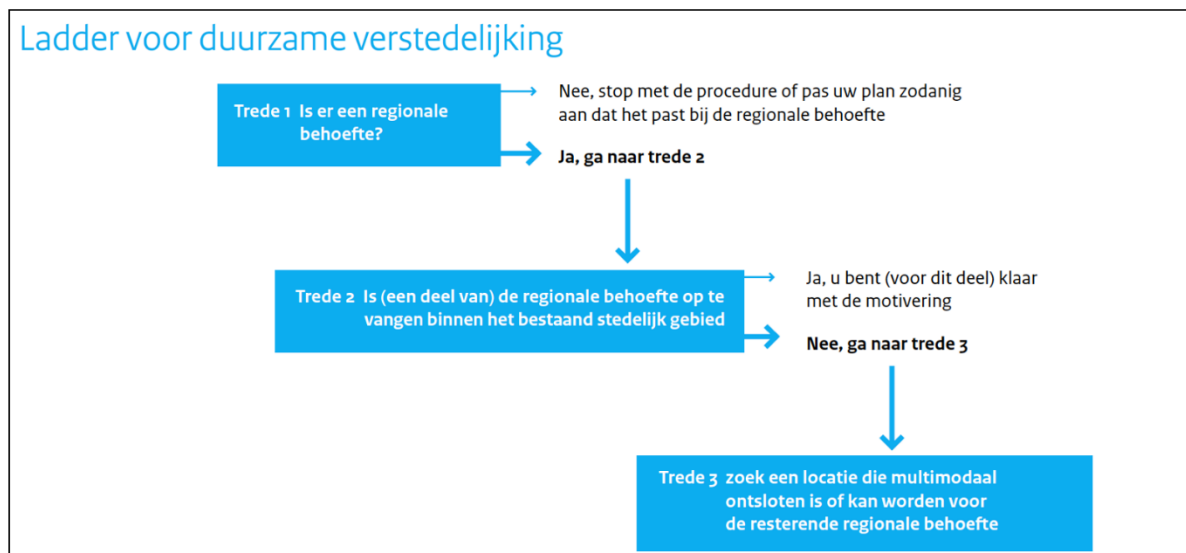 Ladder voor duurzame verstedelijking
Trede 1 Is er een regionale
behoefte?
Nee, stop met de procedure of pas uw plan zodanig
aan dat het past bij de regionale behoefte
Ja, ga naar trede 2
Trede 2 Is (een deel van) de regionale behoefte op te
vangen binnen het bestaand stedelijk gebied
Ja, u bent (voor dit deel) klaar
met de motivering
Nee, ga naar trede 3
Trede 3 zoek een locatie die multimodaal
ontsloten is of kan worden voor
de resterende regionale behoefte